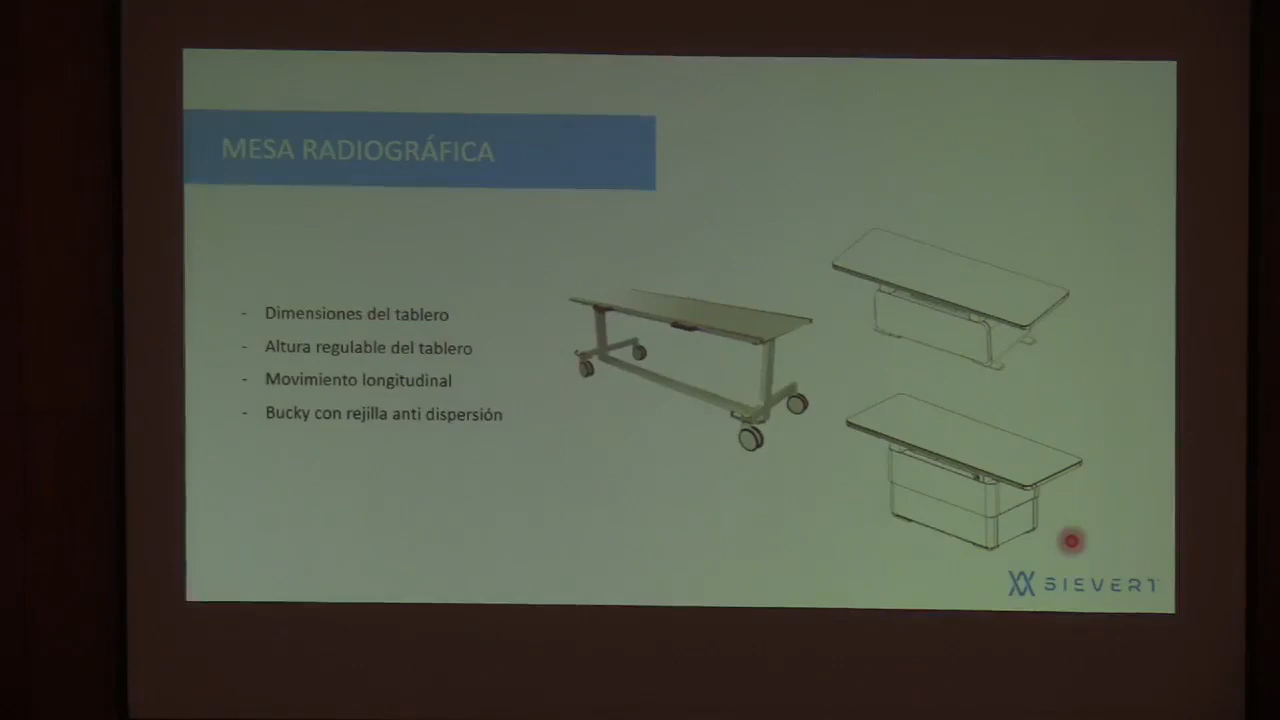 MESA RADIOGRÁFICA
- Dimensiones del tablero
- Altura regulable del tablero
- Movimiento longitudinal
- Bucky con rejilla anti dispersión
SIEVERT